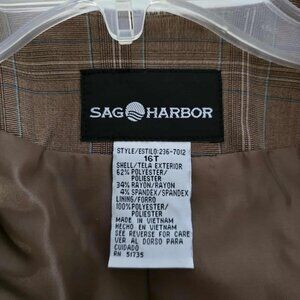 SAG HARBOR
STYLE/ESTILO:236-7012
16T
SHELL/TELA EXTERIOR
62% POLYESTER/
POLIESTER
34% RAYON/RAYON
4% SPANDEX/SPANDEX
LINING/FORRO
100% POLYESTER/
POLIESTER
MADE IN VIETNAM
HECHO EN VIETNAM
SEE REVERSE FOR CARE
VER AL DORSO PARA
CUIDADO
RN 51735